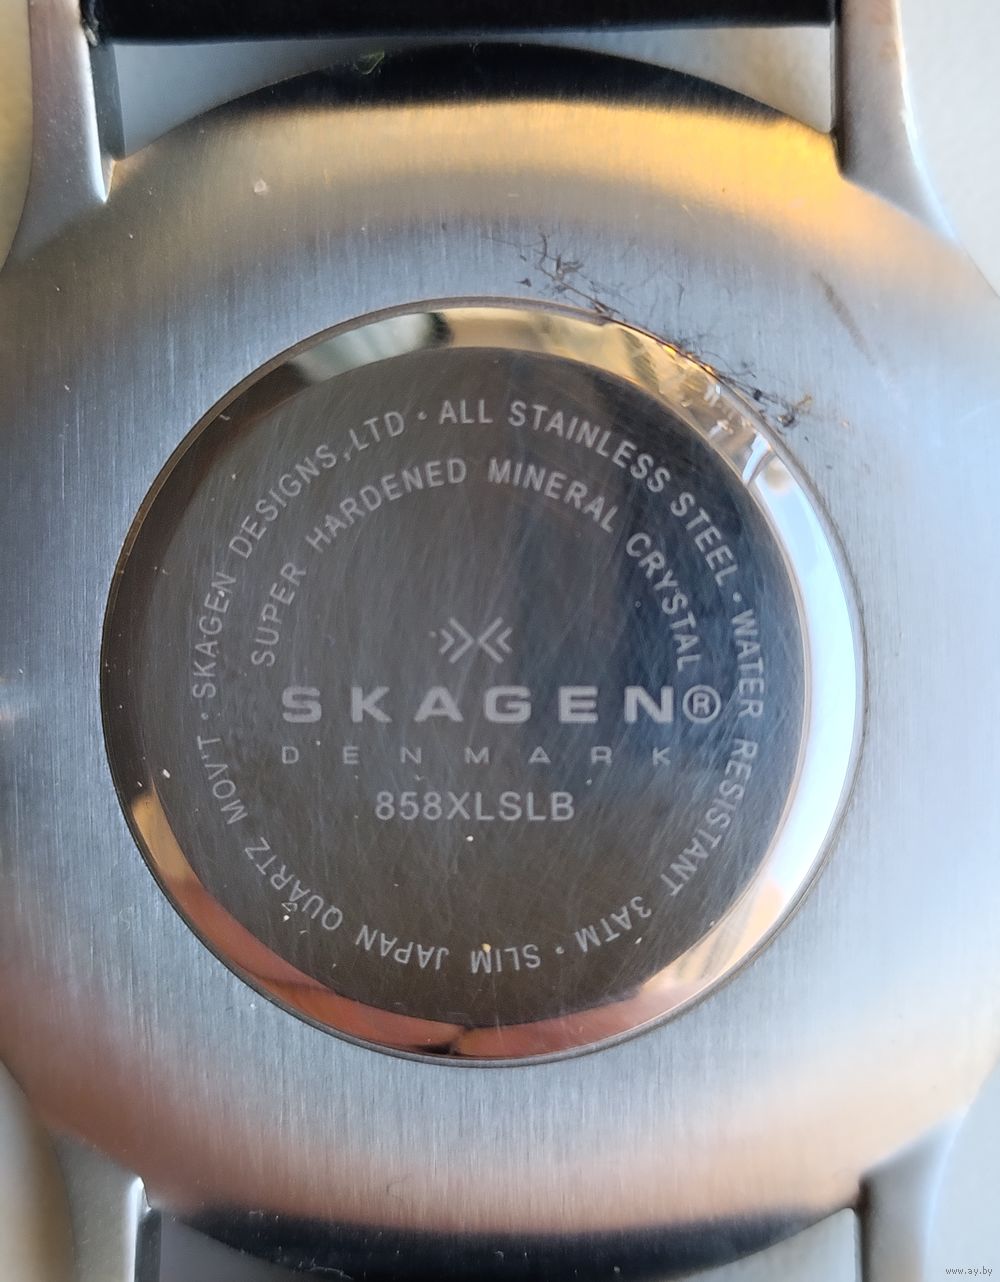 SKAGEN DESIGNS,LTD · ALL STAINLESS STEEL · WATER RESISTANT 3ATM · SLIM JAPAN QUARTZ MOV'T ·
SUPER HARDENED MINERAL CRYSTAL
SKAGEN®
DENMARK
858XLSLB
www.ay.by